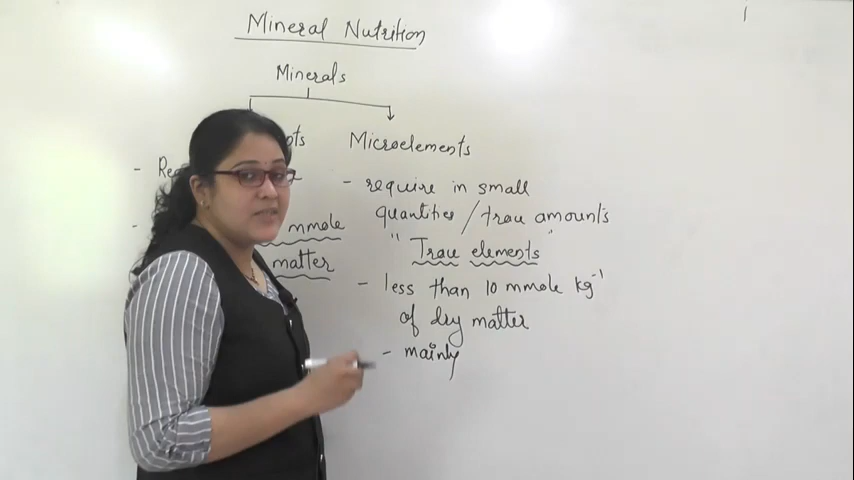 Mineral Nutrition
Minerals
Microelements
- require in small
quantities / trace amounts
" Trace elements "
- less than 10 mmole kg⁻¹
of dry matter
- mainly
mmole
matter